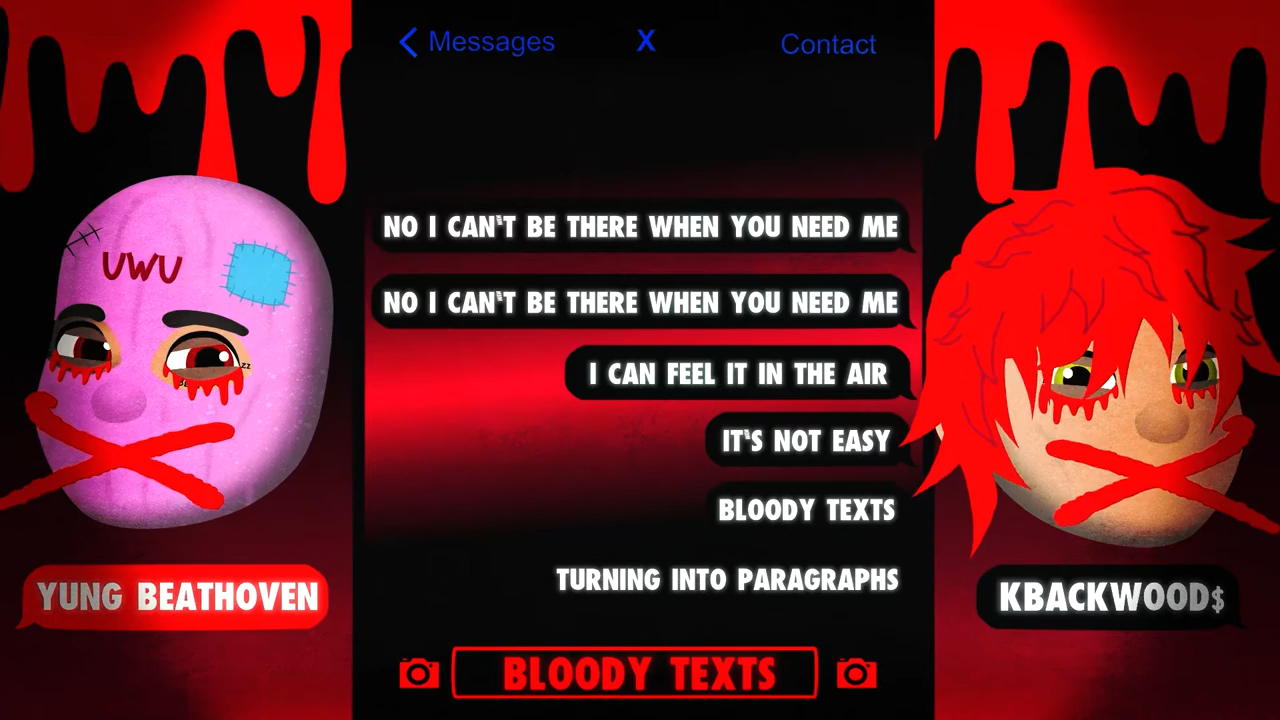 Messages
X
Contact
NO I CAN'T BE THERE WHEN YOU NEED ME
NO I CAN'T BE THERE WHEN YOU NEED ME
I CAN FEEL IT IN THE AIR
IT'S NOT EASY
BLOODY TEXTS
TURNING INTO PARAGRAPHS
UWU
YUNG BEATHOVEN
KBACKWOOD$
BLOODY TEXTS